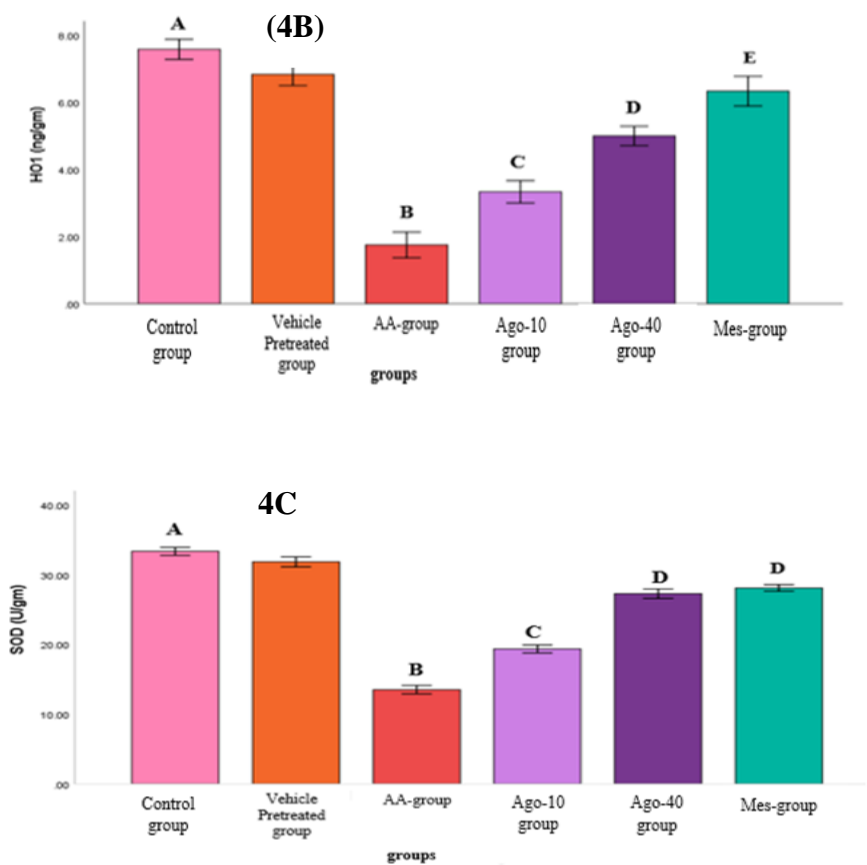 (4B)
A
B
C
D
E
8.00
6.00
4.00
2.00
.00
HO1 (ng/gm)
Control
group
Vehicle
Pretreated
group
AA-group
Ago-10
group
Ago-40
group
Mes-group
groups
4C
A
B
C
D
D
40.00
30.00
20.00
10.00
.00
SOD (U/gm)
Control
group
Vehicle
Pretreated
group
AA-group
Ago-10
group
Ago-40
group
Mes-group
groups